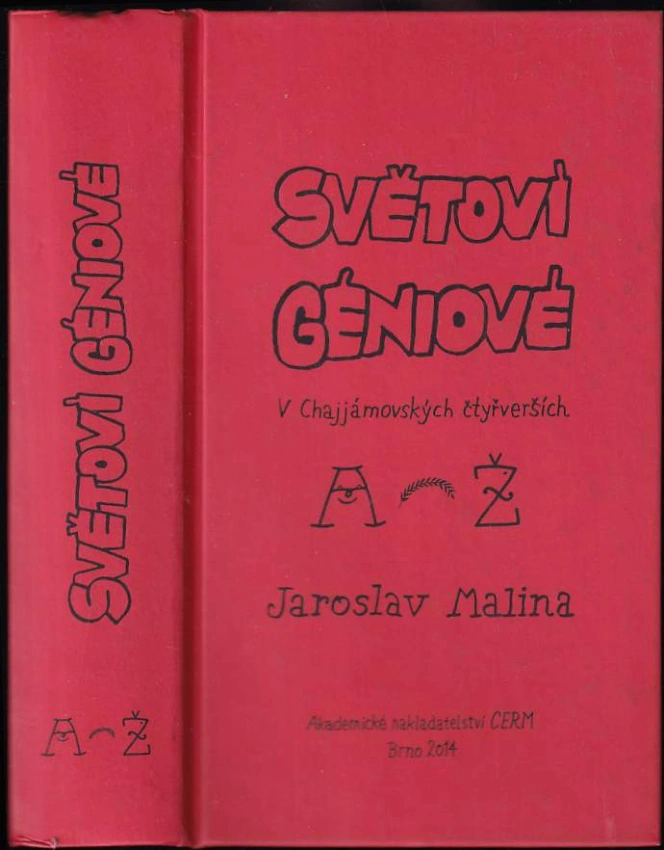 SVĚTOVÍ GÉNIOVÉ
A Ž
SVĚTOVÍ
GÉNIOVÉ
V Chajjámovských čtyřverších
A Ž
Jaroslav Malina
Akademické nakladatelství CERM
Brno 2014